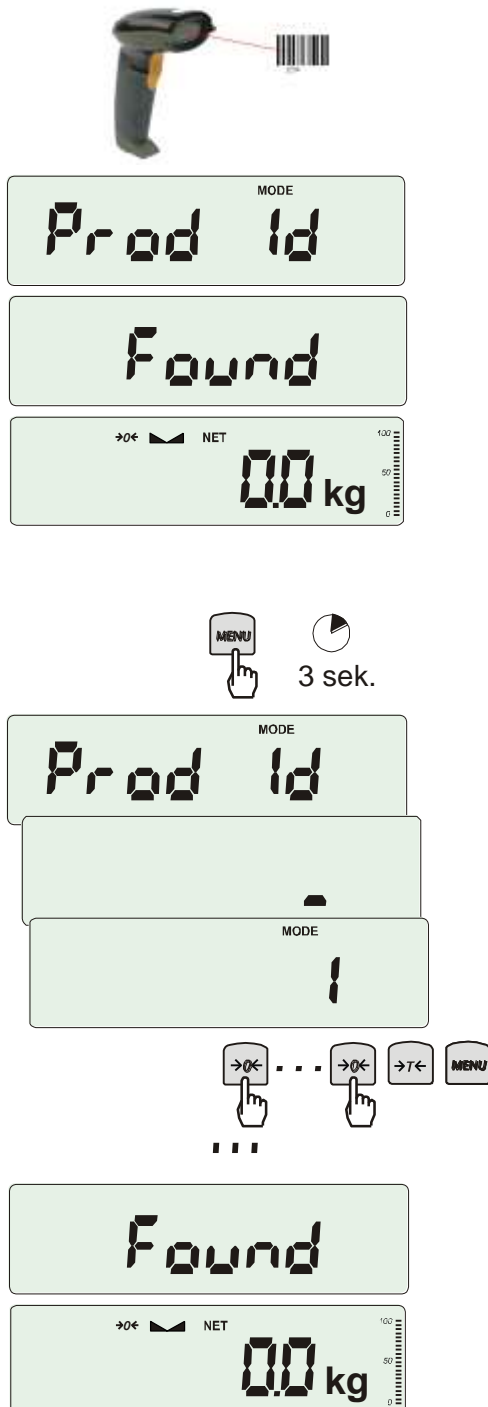 MODE
Prod Id
Found
→0← NET 0.0 kg 100 50 0
MENU
3 sek.
MODE
Prod Id
-
MODE
1
→0← ... →0← →T← MENU
...
Found
→0← NET 0.0 kg 100 50 0